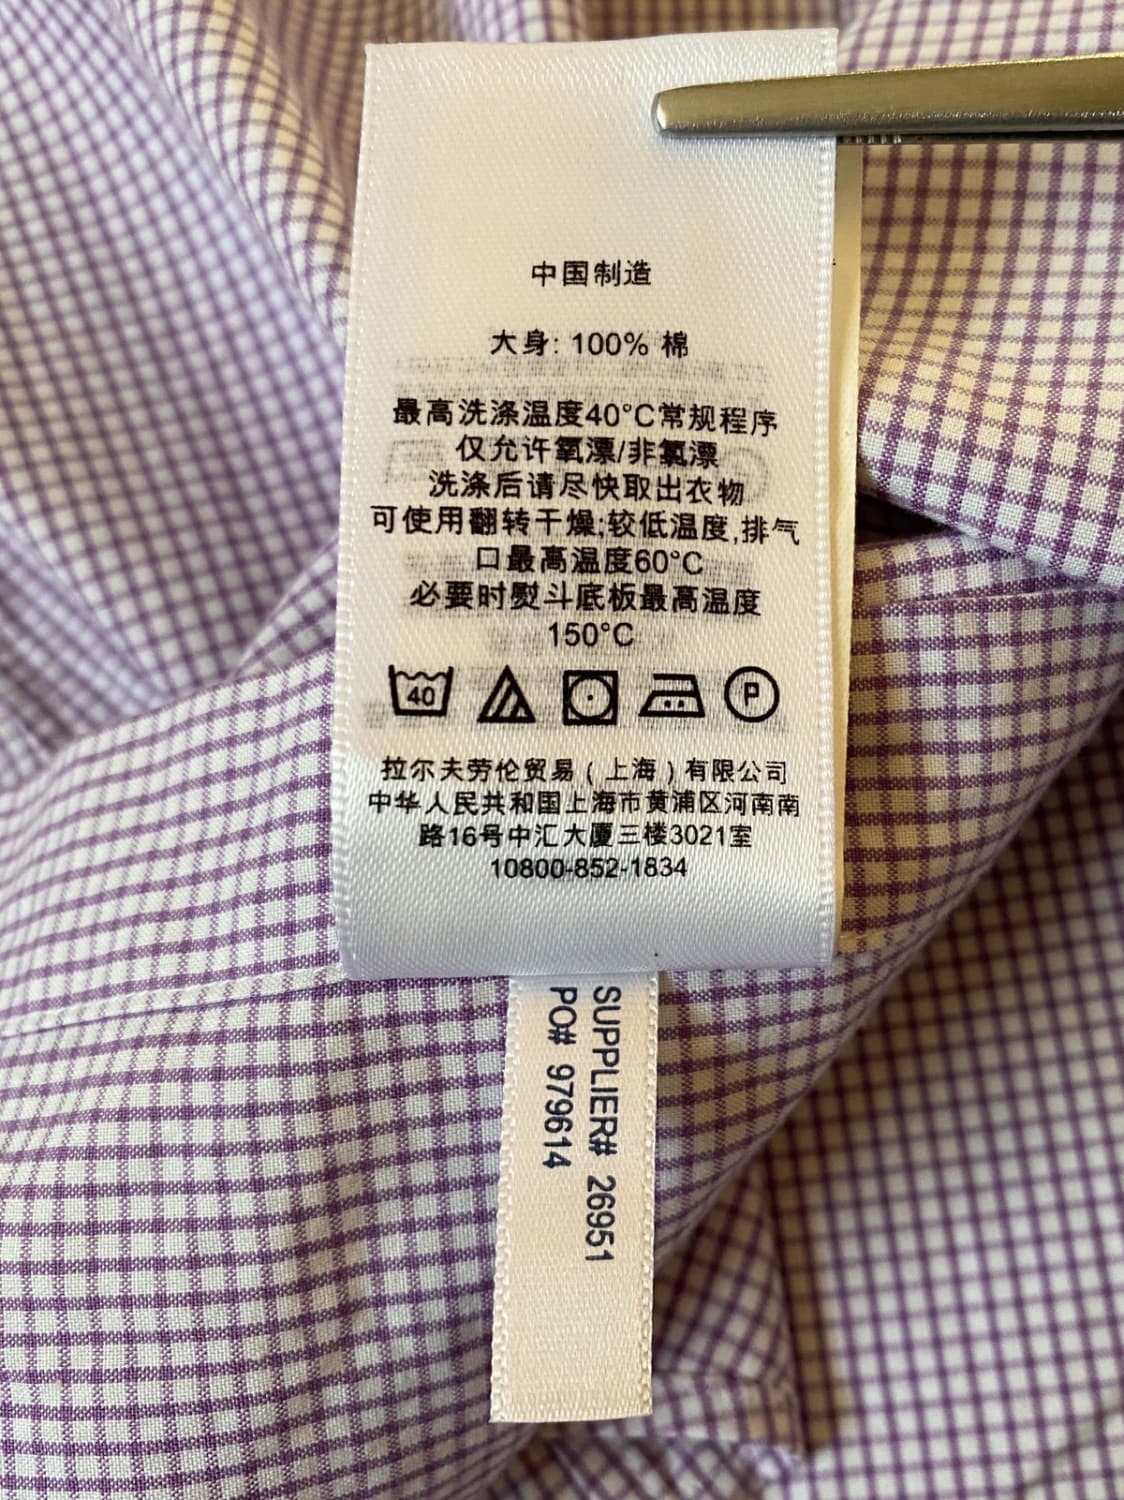 中国制造
大身: 100% 棉
最高洗涤温度40°C常规程序
仅允许氧漂/非氯漂
洗涤后请尽快取出衣物
可使用翻转干燥;较低温度,排气
口最高温度60°C
必要时熨斗底板最高温度
150°C
40
P
拉尔夫劳伦贸易(上海)有限公司
中华人民共和国上海市黄浦区河南南
路16号中汇大厦三楼3021室
10800-852-1834
SUPPLIER# 26951
PO# 979614